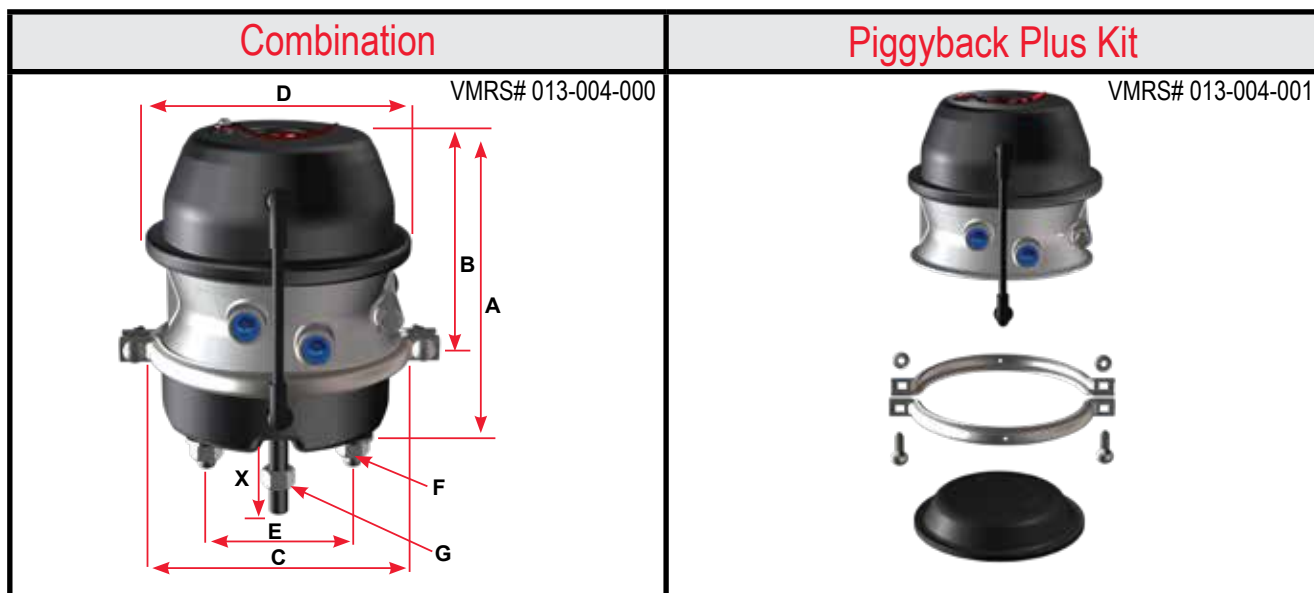 Combination
Piggyback Plus Kit
VMRS# 013-004-000
VMRS# 013-004-001
D
B
A
X
F
E
G
C